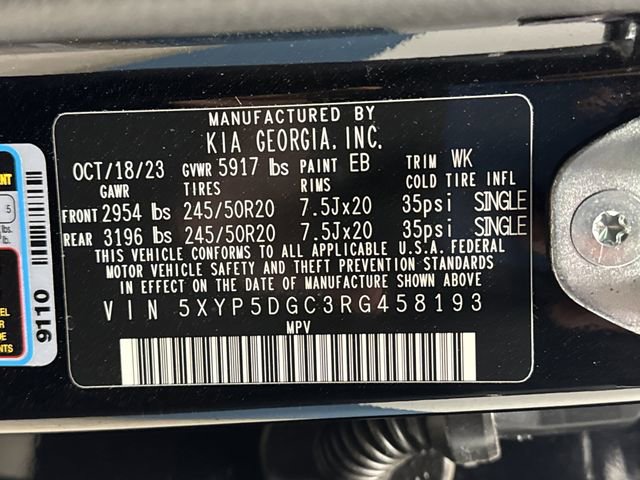 MANUFACTURED BY
KIA GEORGIA, INC.
OCT/18/23 GVWR 5917 lbs PAINT EB TRIM WK
GAWR TIRES RIMS COLD TIRE INFL
FRONT 2954 lbs 245/50R20 7.5Jx20 35psi SINGLE
REAR 3196 lbs 245/50R20 7.5Jx20 35psi SINGLE
THIS VEHICLE CONFORMS TO ALL APPLICABLE U.S.A. FEDERAL
MOTOR VEHICLE SAFETY AND THEFT PREVENTION STANDARDS
IN EFFECT ON THE DATE OF MANUFACTURE SHOWN ABOVE
VIN 5XYP5DGC3RG458193
MPV
9110
5
lbs.
lb.